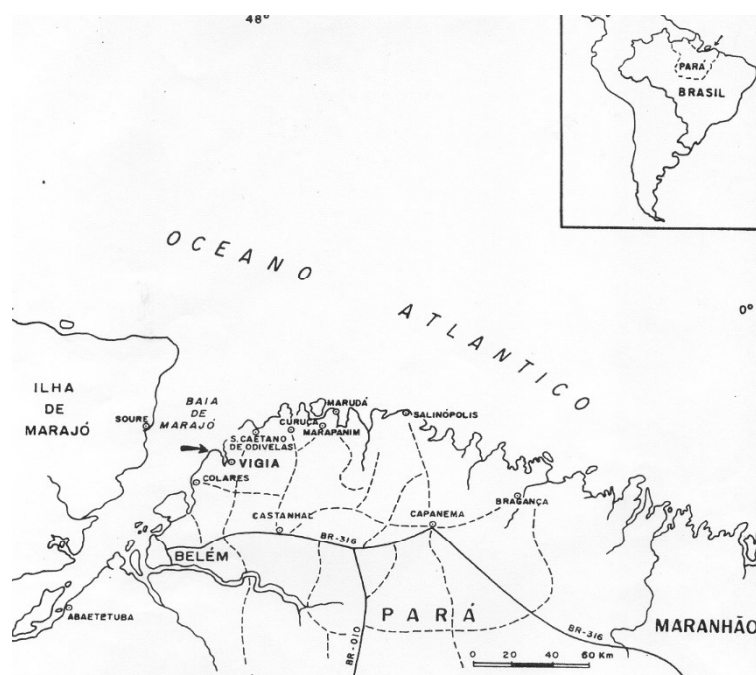 48°
PARÁ
BRASIL
OCEANO
ATLANTICO
0°
ILHA
DE
MARAJÓ
BAIA
DE
MARAJÓ
SOURE
MARUDÁ
SALINÓPOLIS
CURUÇA
MARAPANIM
S. CAETANO
DE ODIVELAS
VIGIA
COLARES
BRAGANÇA
CASTANHAL
CAPANEMA
BR-316
BELÉM
PARÁ
ABAETETUBA
BR-010
BR-316
MARANHÃO
0 20 40 60 Km